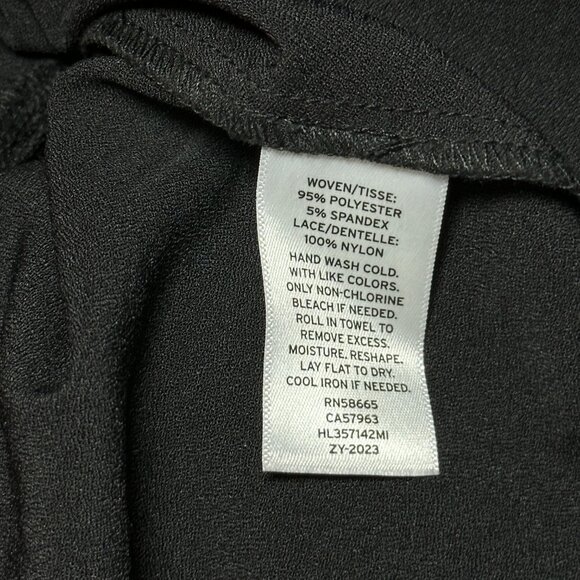 WOVEN/TISSE:
95% POLYESTER
5% SPANDEX
LACE/DENTELLE:
100% NYLON
HAND WASH COLD.
WITH LIKE COLORS.
ONLY NON-CHLORINE
BLEACH IF NEEDED.
ROLL IN TOWEL TO
REMOVE EXCESS.
MOISTURE. RESHAPE.
LAY FLAT TO DRY.
COOL IRON IF NEEDED.
RN58665
CA57963
HL357142MI
ZY-2023